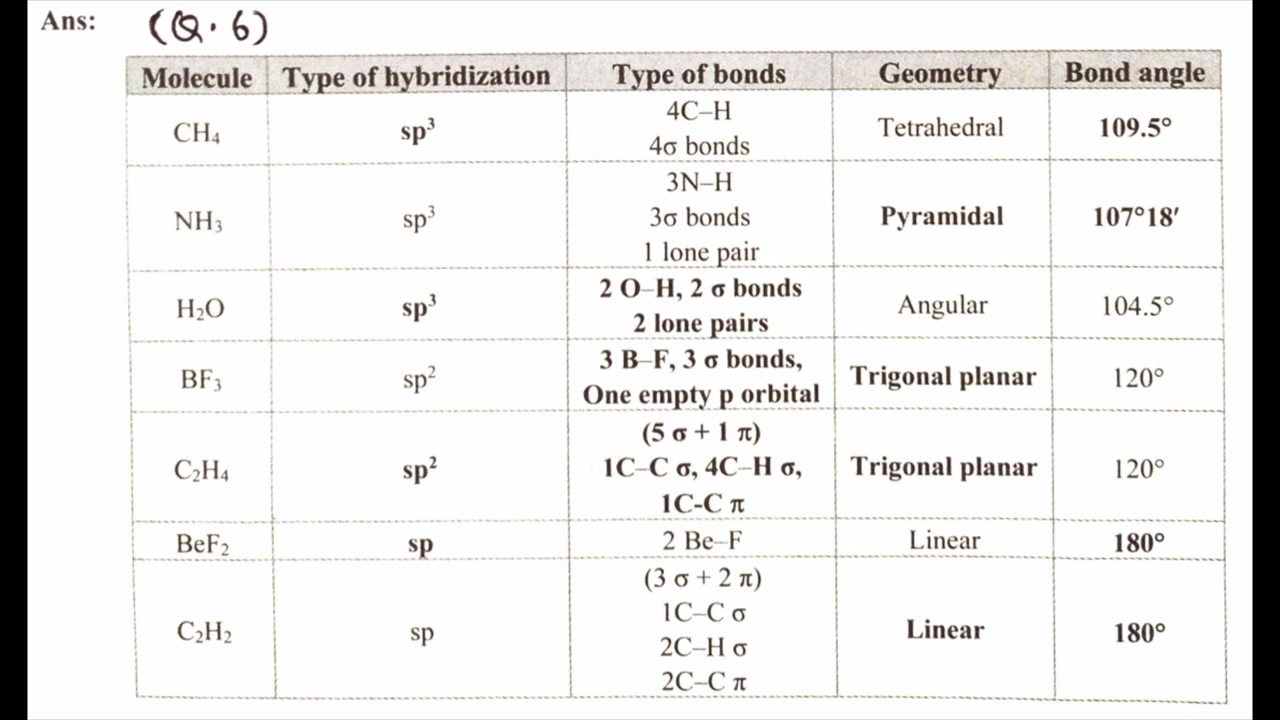 Ans: (Q. 6)
Molecule Type of hybridization Type of bonds Geometry Bond angle
CH₄ sp³ 4C–H 4σ bonds Tetrahedral 109.5°
NH₃ sp³ 3N–H 3σ bonds 1 lone pair Pyramidal 107°18′
H₂O sp³ 2 O–H, 2 σ bonds 2 lone pairs Angular 104.5°
BF₃ sp² 3 B–F, 3 σ bonds, One empty p orbital Trigonal planar 120°
C₂H₄ sp² (5 σ + 1 π) 1C–C σ, 4C–H σ, 1C-C π Trigonal planar 120°
BeF₂ sp 2 Be–F Linear 180°
C₂H₂ sp (3 σ + 2 π) 1C–C σ 2C–H σ 2C–C π Linear 180°